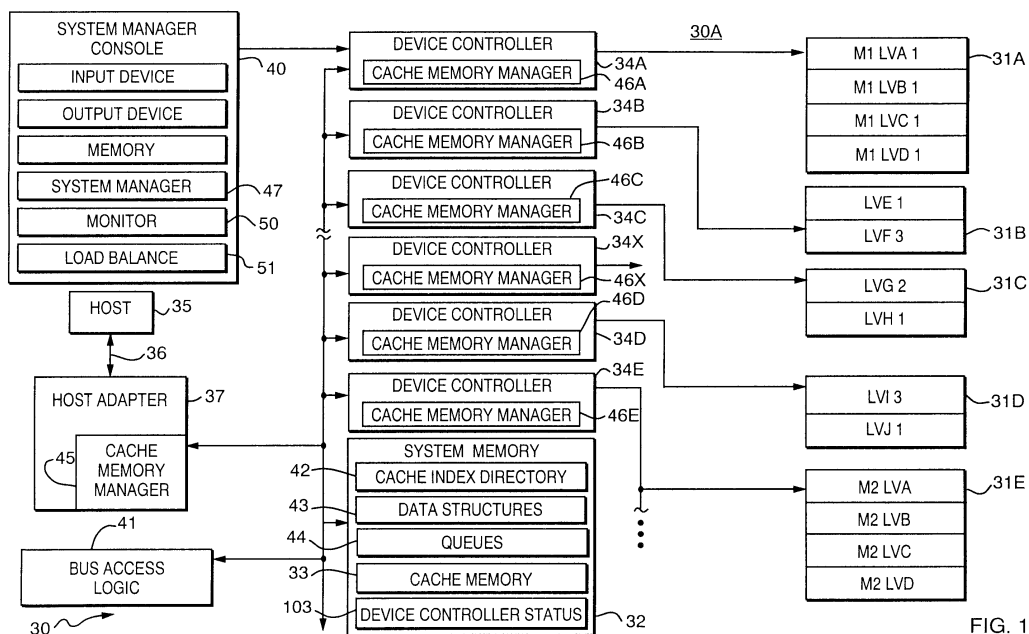 SYSTEM MANAGER
CONSOLE
40
INPUT DEVICE
OUTPUT DEVICE
MEMORY
SYSTEM MANAGER
47
MONITOR
50
LOAD BALANCE
51
HOST
35
36
37
HOST ADAPTER
45
CACHE
MEMORY
MANAGER
41
BUS ACCESS
LOGIC
30
DEVICE CONTROLLER
34A
CACHE MEMORY MANAGER
46A
34B
DEVICE CONTROLLER
CACHE MEMORY MANAGER
46B
DEVICE CONTROLLER
46C
CACHE MEMORY MANAGER
34C
DEVICE CONTROLLER
34X
CACHE MEMORY MANAGER
46X
46D
DEVICE CONTROLLER
CACHE MEMORY MANAGER
34D
34E
DEVICE CONTROLLER
CACHE MEMORY MANAGER
46E
SYSTEM MEMORY
42
CACHE INDEX DIRECTORY
43
DATA STRUCTURES
44
QUEUES
33
CACHE MEMORY
103
DEVICE CONTROLLER STATUS
32
30A
31A
M1 LVA 1
M1 LVB 1
M1 LVC 1
M1 LVD 1
LVE 1
LVF 3
31B
LVG 2
31C
LVH 1
LVI 3
31D
LVJ 1
M2 LVA
31E
M2 LVB
M2 LVC
M2 LVD
FIG. 1